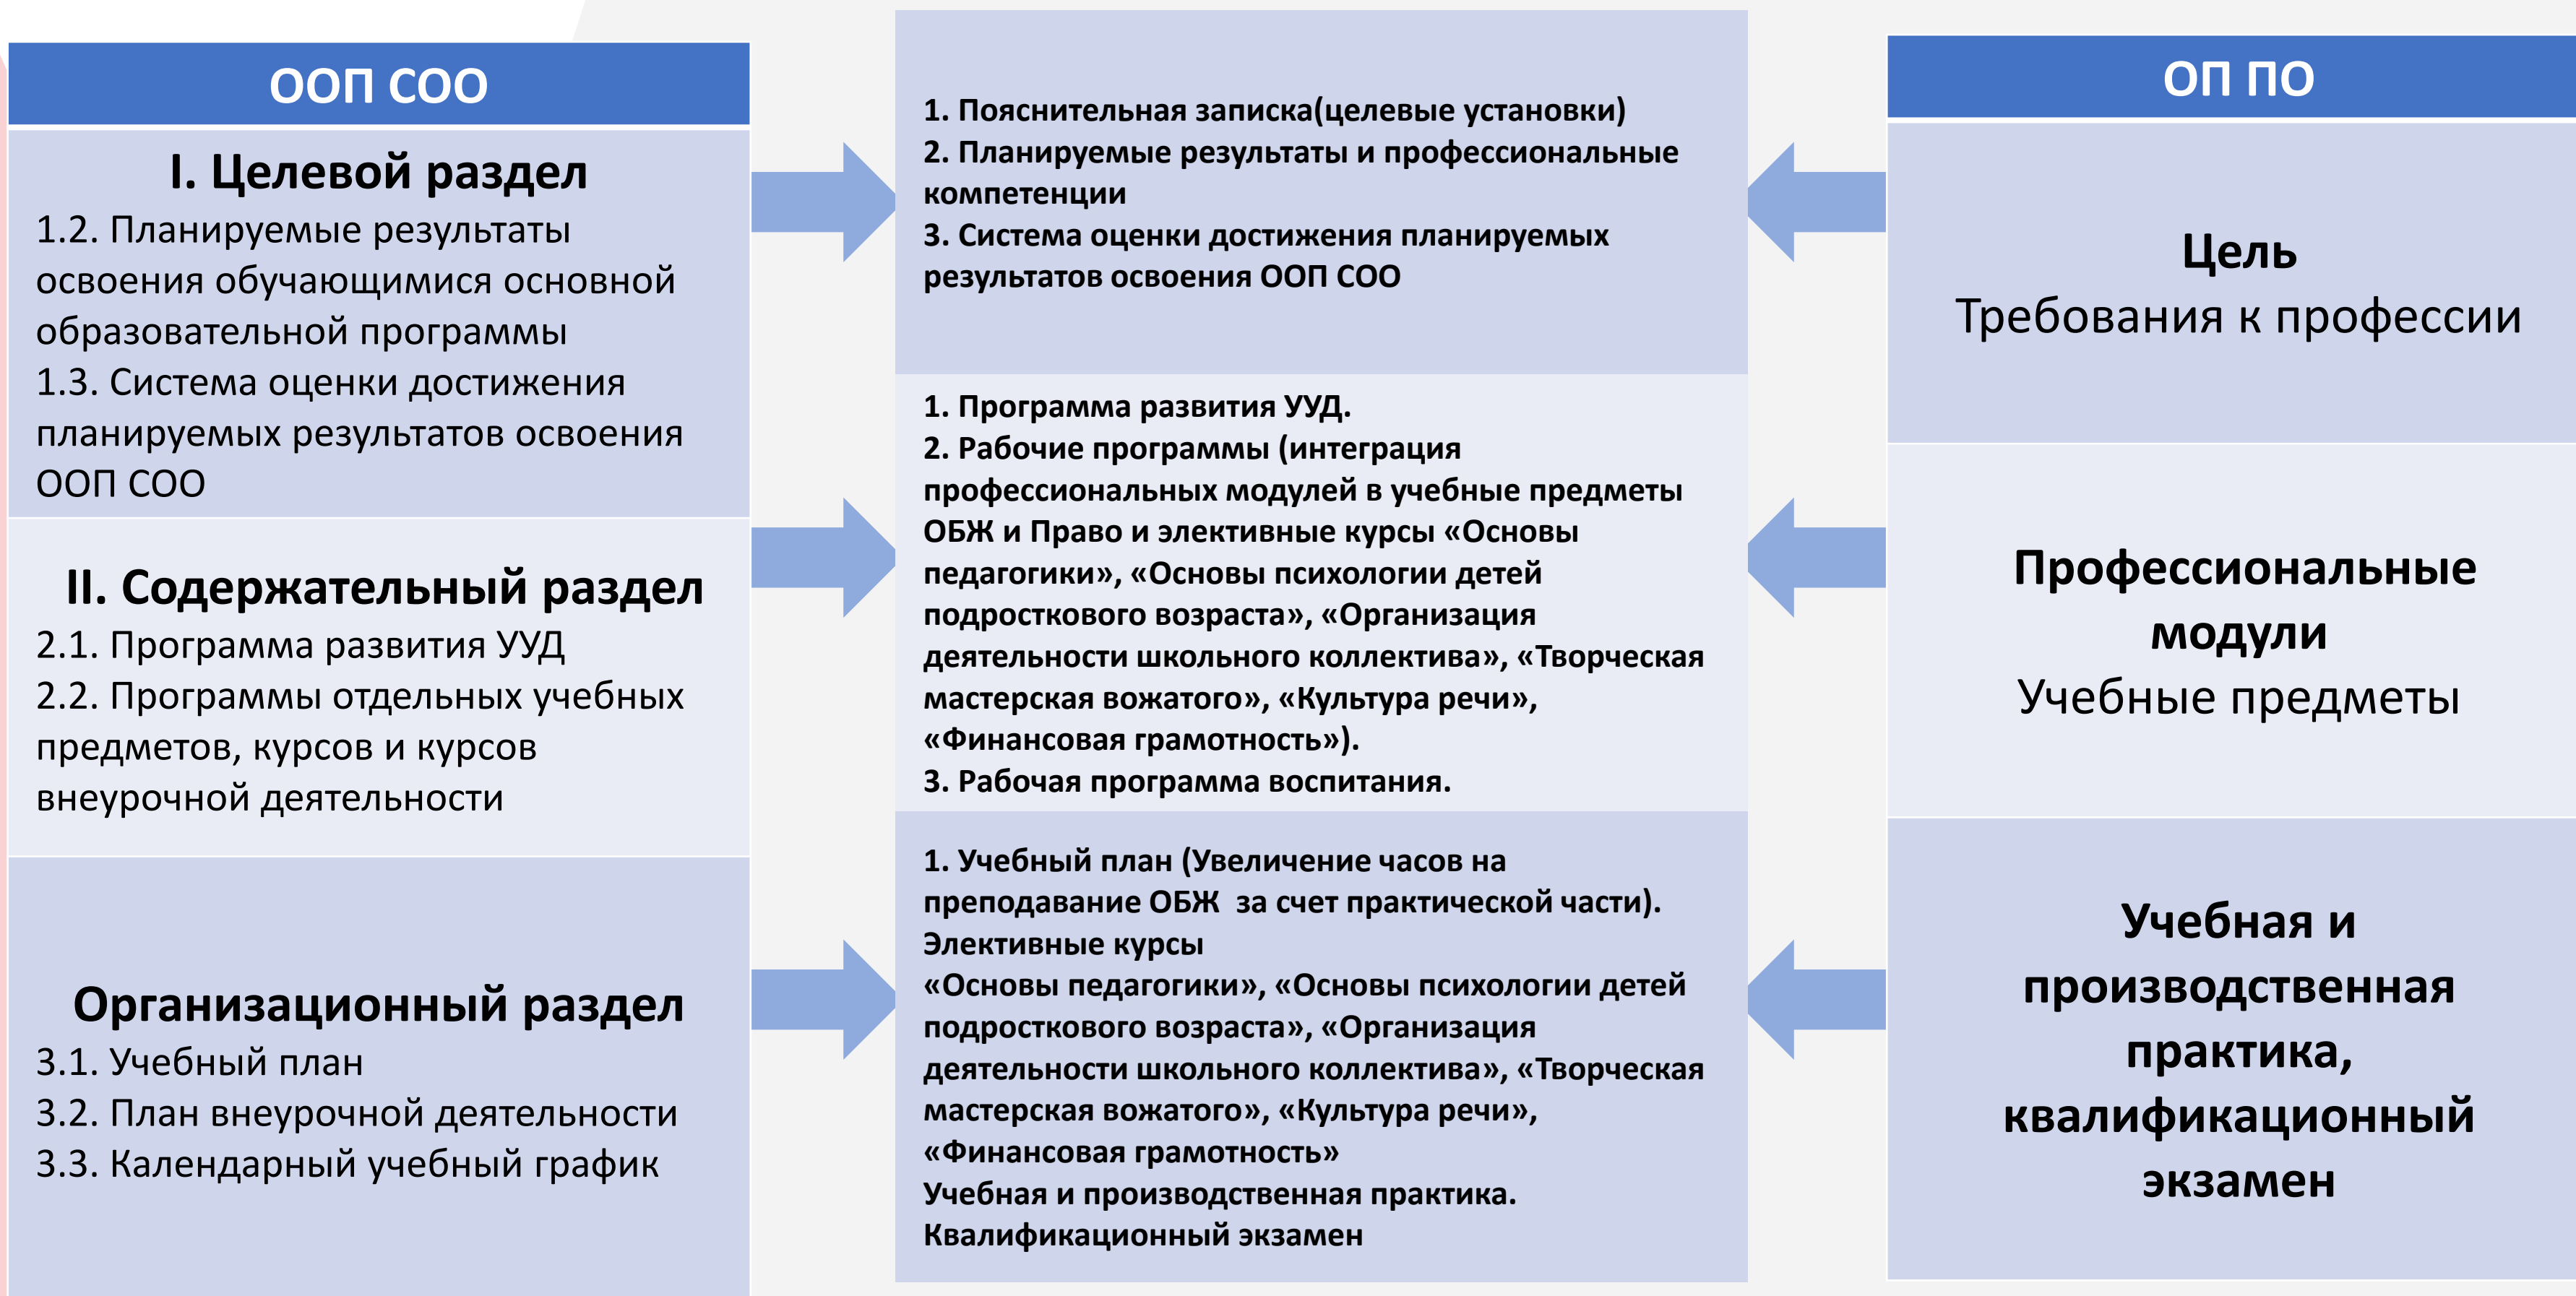 ООП СОО
I. Целевой раздел
1.2. Планируемые результаты
освоения обучающимися основной
образовательной программы
1.3. Система оценки достижения
планируемых результатов освоения
ООП СОО
II. Содержательный раздел
2.1. Программа развития УУД
2.2. Программы отдельных учебных
предметов, курсов и курсов
внеурочной деятельности
Организационный раздел
3.1. Учебный план
3.2. План внеурочной деятельности
3.3. Календарный учебный график
1. Пояснительная записка(целевые установки)
2. Планируемые результаты и профессиональные
компетенции
3. Система оценки достижения планируемых
результатов освоения ООП СОО
1. Программа развития УУД.
2. Рабочие программы (интеграция
профессиональных модулей в учебные предметы
ОБЖ и Право и элективные курсы «Основы
педагогики», «Основы психологии детей
подросткового возраста», «Организация
деятельности школьного коллектива», «Творческая
мастерская вожатого», «Культура речи»,
«Финансовая грамотность»).
3. Рабочая программа воспитания.
1. Учебный план (Увеличение часов на
преподавание ОБЖ  за счет практической части).
Элективные курсы
«Основы педагогики», «Основы психологии детей
подросткового возраста», «Организация
деятельности школьного коллектива», «Творческая
мастерская вожатого», «Культура речи»,
«Финансовая грамотность»
Учебная и производственная практика.
Квалификационный экзамен
ОП ПО
Цель
Требования к профессии
Профессиональные
модули
Учебные предметы
Учебная и
производственная
практика,
квалификационный
экзамен